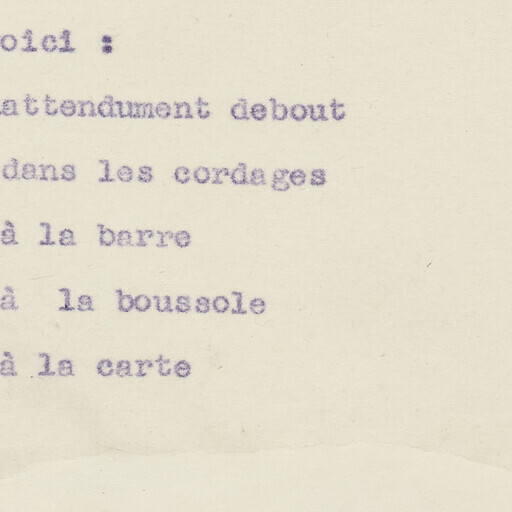 oici :
attendument debout
dans les cordages
à la barre
à  la boussole
à la carte